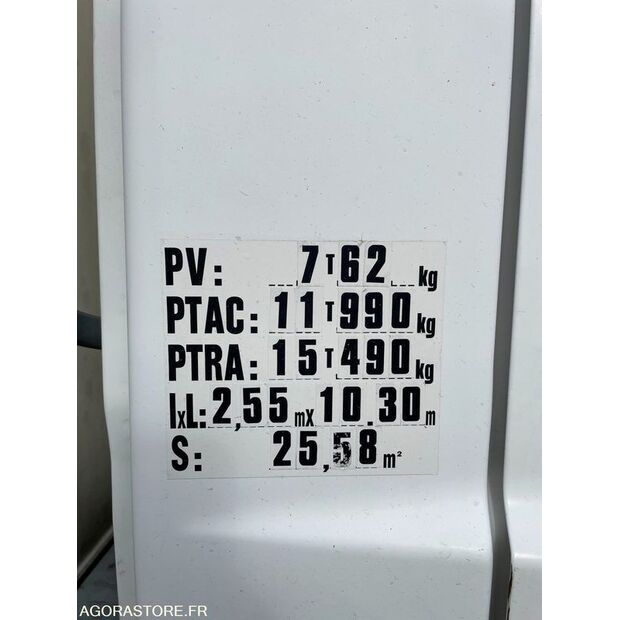 PV: 7T62 kg
PTAC: 11T990 kg
PTRA: 15T490 kg
lxL: 2,55 mX 10.30 m
S: 25,58 m²
AGORASTORE.FR